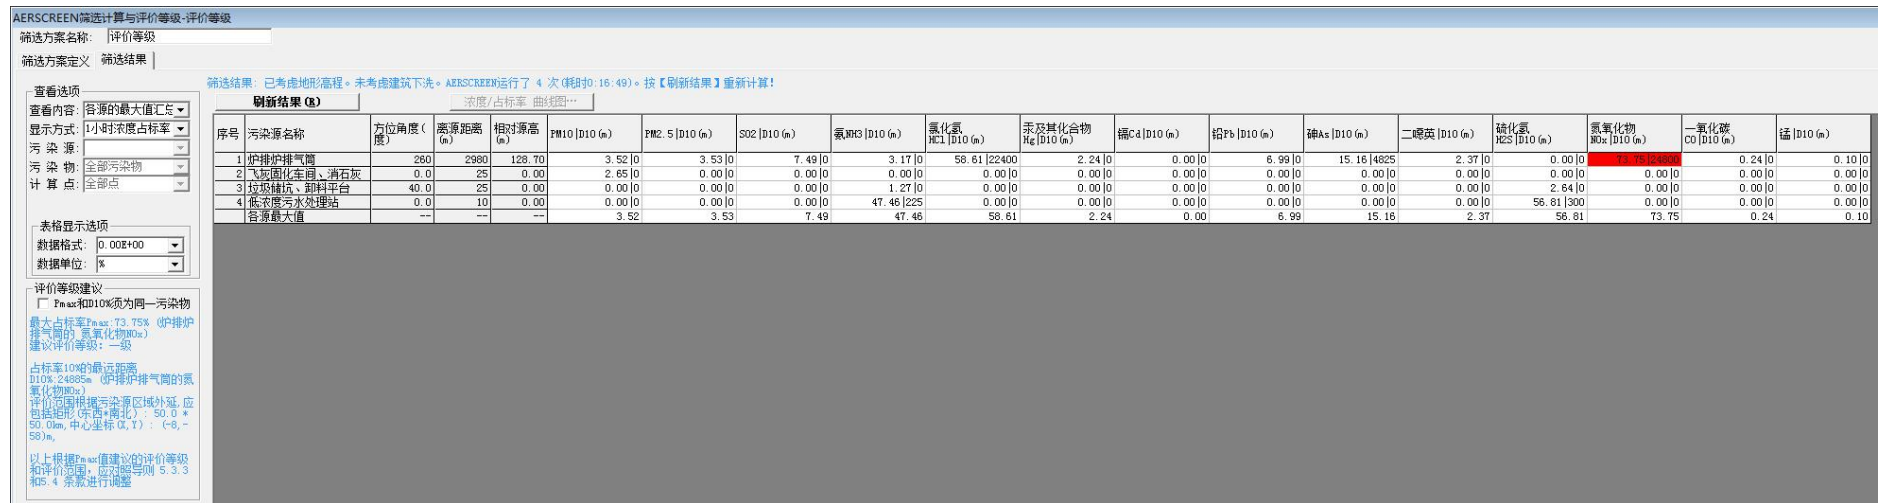 AERSCREEN筛选计算与评价等级-评价等级
筛选方案名称: 评价等级
筛选方案定义 筛选结果
筛选结果: 已考虑地形高程。未考虑建筑下洗。AERSCREEN运行了 4 次(耗时0:16:49)。按【刷新结果】重新计算!
刷新结果(R) 浓度/占标率 曲线图…
查看选项
查看内容: 各源的最大值汇总
显示方式: 1小时浓度占标率
污 染 源:
污 染 物: 全部污染物
计 算 点: 全部点
表格显示选项
数据格式: 0.00E+00
数据单位: %
评价等级建议
Pmax和D10%须为同一污染物
最大占标率Pmax:73.75% (炉排炉
排气筒的 氮氧化物NOx)
建议评价等级: 一级
占标率10%的最远距离
D10%:24885m (炉排炉排气筒的氮
氧化物NOx)
评价范围根据污染源区域外延,应
包括矩形(东西*南北): 50.0 *
50.0km,中心坐标(X,Y): (-8,-
58)m,
以上根据Pmax值建议的评价等级
和评价范围,应对照导则 5.3.3
和5.4 条款进行调整
序号 污染源名称 方位角度(度) 离源距离(m) 相对源高(m) PM10|D10(m) PM2.5|D10(m) SO2|D10(m) 氨NH3|D10(m) 氯化氢HCL|D10(m) 汞及其化合物Hg|D10(m) 镉Cd|D10(m) 铅Pb|D10(m) 砷As|D10(m) 二噁英|D10(m) 硫化氢H2S|D10(m) 氮氧化物NOx|D10(m) 一氧化碳CO|D10(m) 锰|D10(m)
1 炉排炉排气筒 260 2980 128.70 3.52|0 3.53|0 7.49|0 3.17|0 58.61|22400 2.24|0 0.00|0 6.99|0 15.16|4825 2.37|0 0.00|0 73.75|24800 0.24|0 0.10|0
2 飞灰固化车间、消石灰 0.0 25 0.00 2.65|0 0.00|0 0.00|0 0.00|0 0.00|0 0.00|0 0.00|0 0.00|0 0.00|0 0.00|0 0.00|0 0.00|0 0.00|0 0.00|0
3 垃圾储坑、卸料平台 40.0 25 0.00 0.00|0 0.00|0 0.00|0 1.27|0 0.00|0 0.00|0 0.00|0 0.00|0 0.00|0 0.00|0 2.64|0 0.00|0 0.00|0 0.00|0
4 低浓度污水处理站 0.0 10 0.00 0.00|0 0.00|0 0.00|0 47.46|225 0.00|0 0.00|0 0.00|0 0.00|0 0.00|0 0.00|0 56.81|300 0.00|0 0.00|0 0.00|0
各源最大值 -- -- -- 3.52 3.53 7.49 47.46 58.61 2.24 0.00 6.99 15.16 2.37 56.81 73.75 0.24 0.10